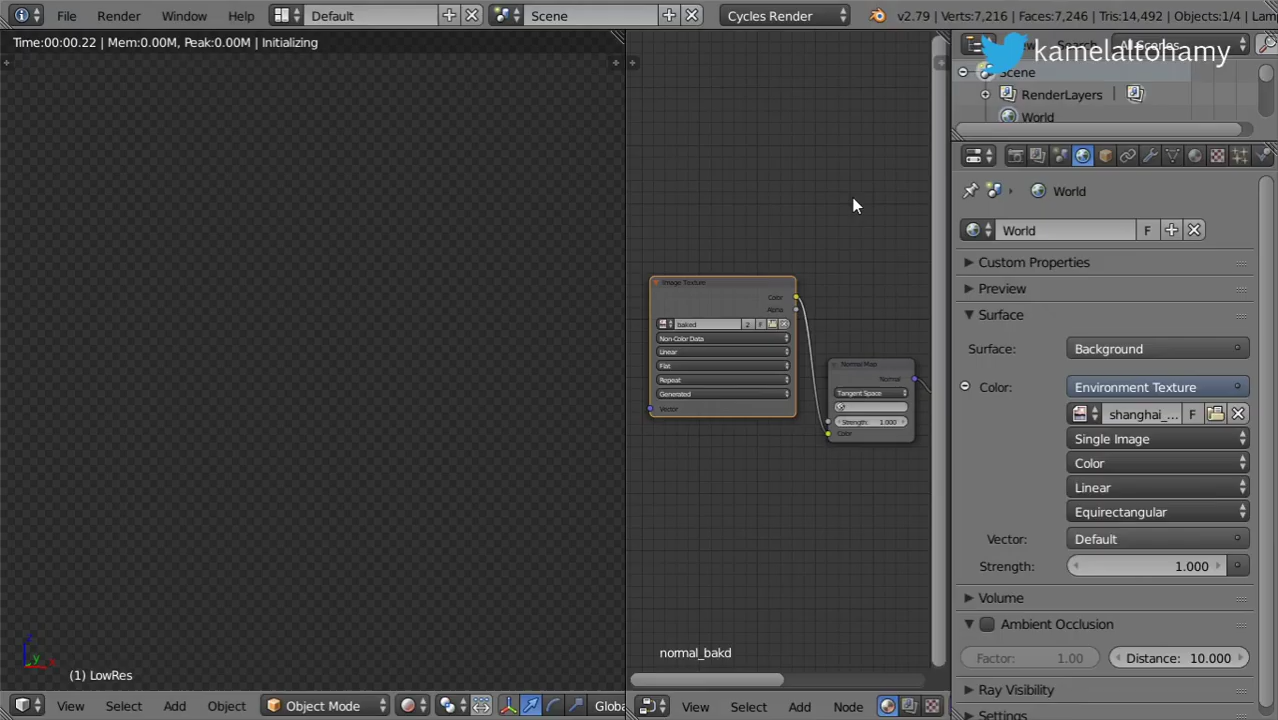 File Render Window Help Default Scene Cycles Render v2.79 | Verts:7,216 | Faces:7,246 | Tris:14,492 | Objects:1/4 | Lam
Time:00:00.22 | Mem:0.00M, Peak:0.00M | Initializing
kamelaltohamy
Scene
RenderLayers
World
World
World F
Custom Properties
Preview
Surface
Surface: Background
Color: Environment Texture
shanghai_... F
Single Image
Color
Linear
Equirectangular
Vector: Default
Strength: 1.000
Volume
Ambient Occlusion
Factor: 1.00 Distance: 10.000
Ray Visibility
Settings
Image Texture
Color
Alpha
baked 2 F
Non-Color Data
Linear
Flat
Repeat
Generated
Vector
Normal Map
Normal
Tangent Space
Strength: 1.000
Color
normal_bakd
(1) LowRes
View Select Add Object Object Mode Globa
View Select Add Node